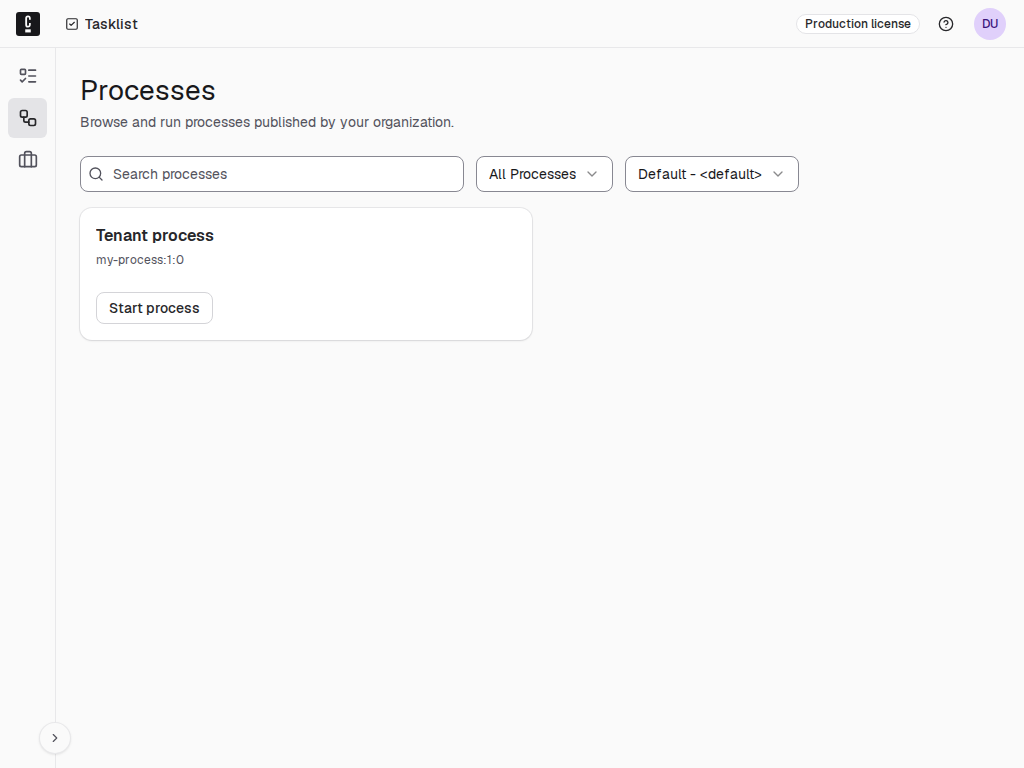 Tasklist
Production license
DU
Processes
Browse and run processes published by your organization.
Search processes
All Processes
Default - <default>
Tenant process
my-process:1:0
Start process